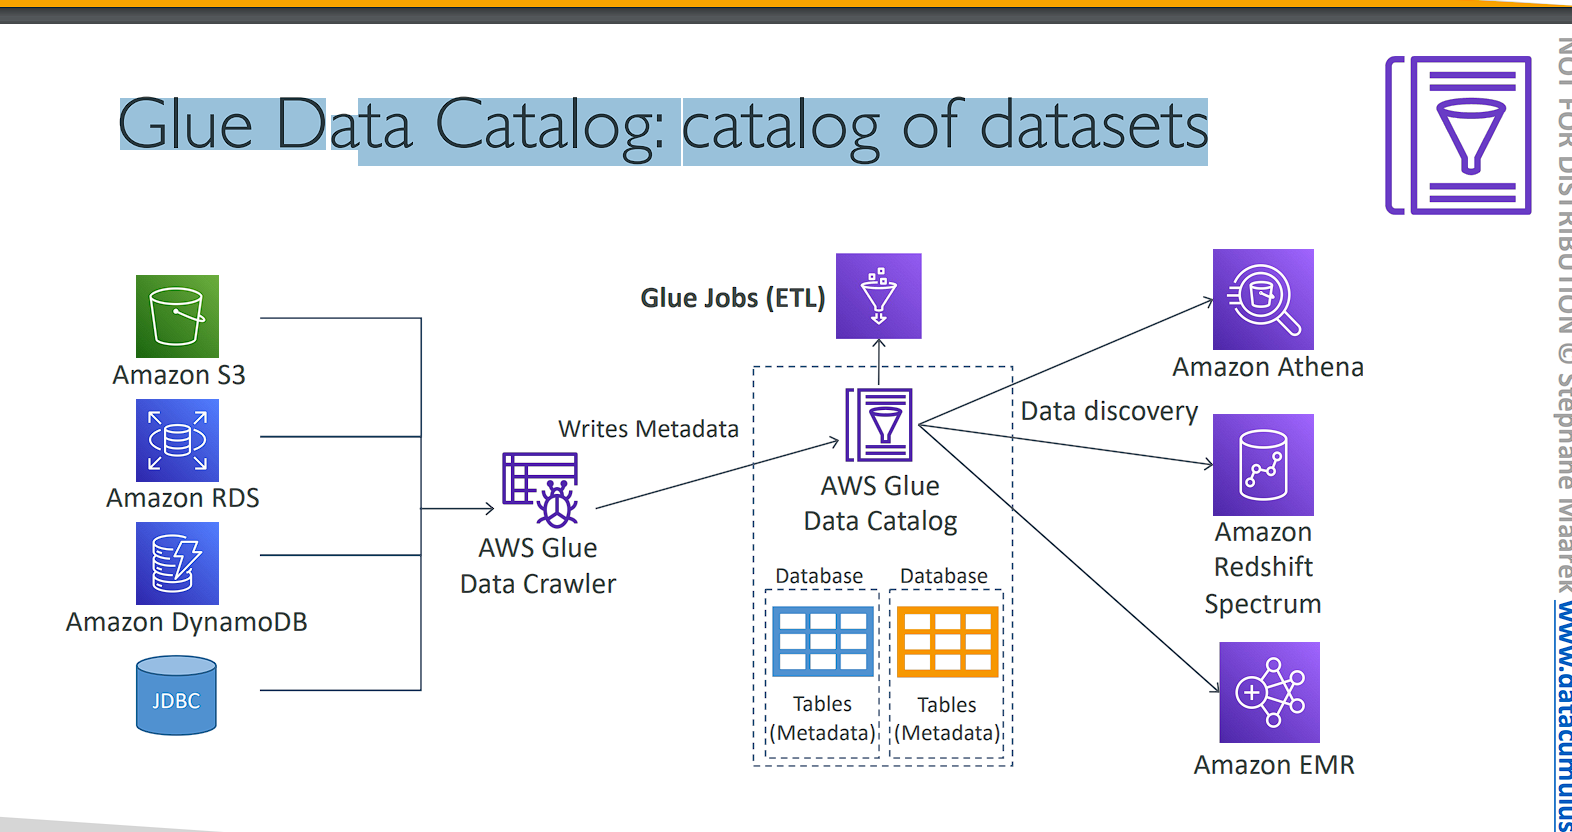 Glue Data Catalog: catalog of datasets
Glue Jobs (ETL)
Amazon S3
Amazon Athena
Writes Metadata
Data discovery
Amazon RDS
AWS Glue
Data Catalog
AWS Glue
Data Crawler
Amazon
Redshift
Spectrum
Amazon DynamoDB
Database
Database
JDBC
Tables
(Metadata)
Tables
(Metadata)
Amazon EMR
NOT FOR DISTRIBUTION © Stephane Maarek www.datacumulus